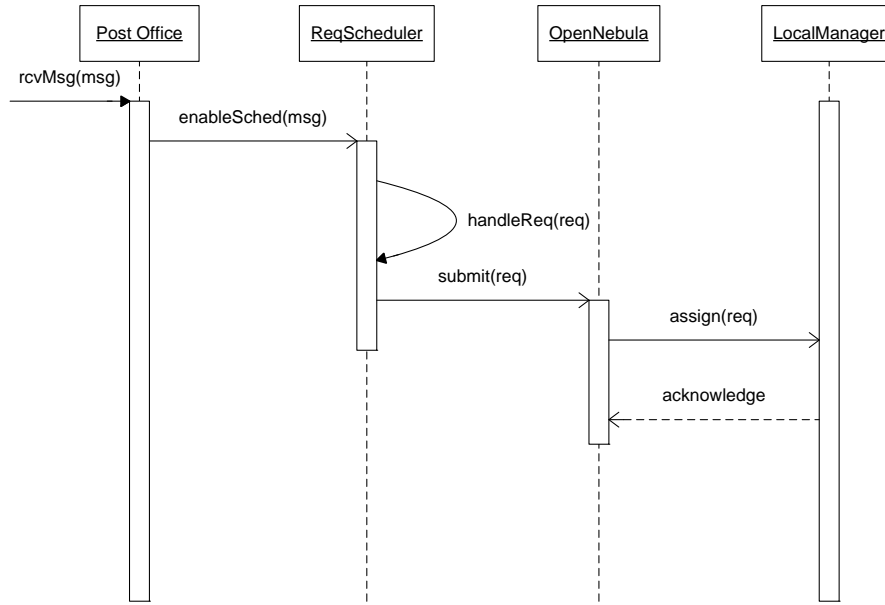 Post Office
ReqScheduler
OpenNebula
LocalManager
rcvMsg(msg)
enableSched(msg)
handleReq(req)
submit(req)
assign(req)
acknowledge